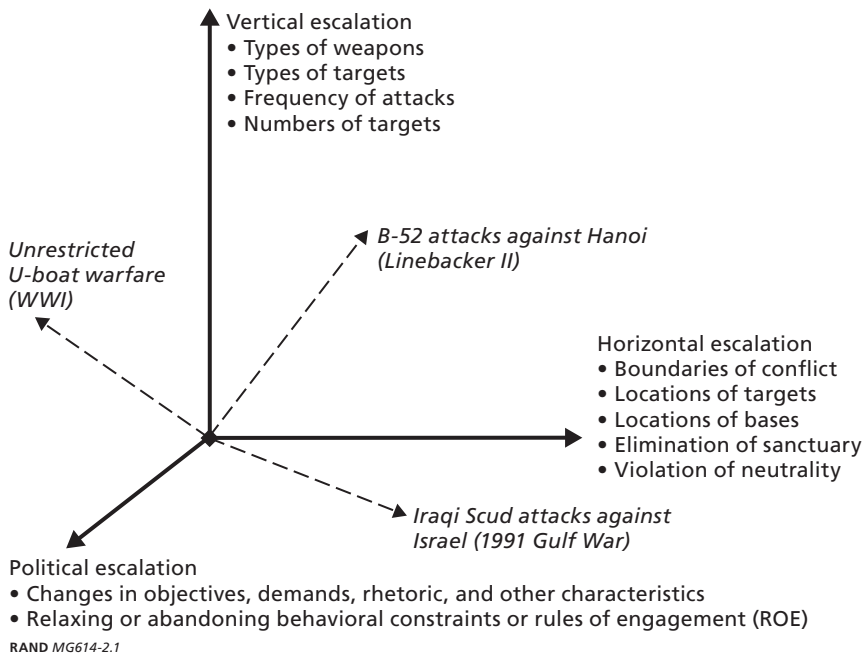 Vertical escalation
• Types of weapons
• Types of targets
• Frequency of attacks
• Numbers of targets
B-52 attacks against Hanoi
(Linebacker II)
Unrestricted
U-boat warfare
(WWI)
Horizontal escalation
• Boundaries of conflict
• Locations of targets
• Locations of bases
• Elimination of sanctuary
• Violation of neutrality
Iraqi Scud attacks against
Israel (1991 Gulf War)
Political escalation
• Changes in objectives, demands, rhetoric, and other characteristics
• Relaxing or abandoning behavioral constraints or rules of engagement (ROE)
RAND MG614-2.1